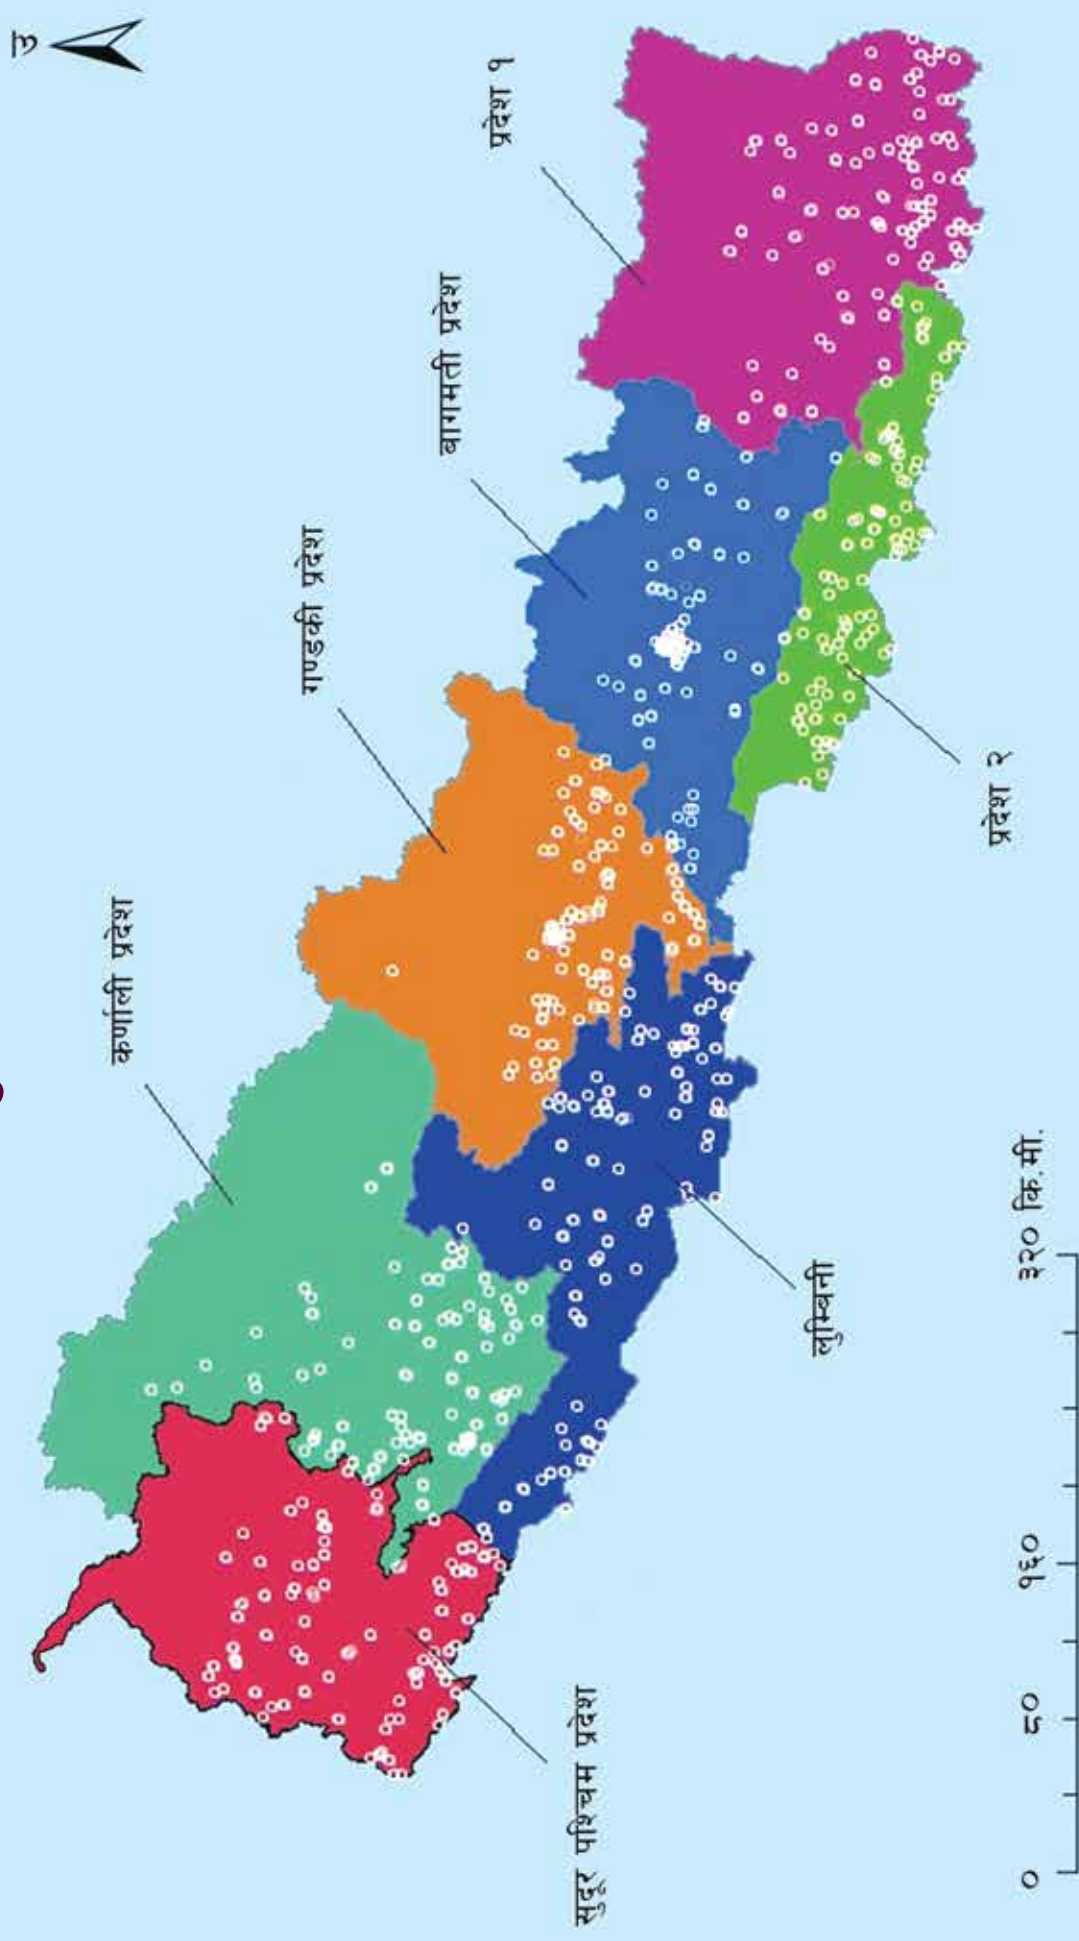 उ
सुदूर पश्चिम प्रदेश
कर्णाली प्रदेश
गण्डकी प्रदेश
बागमती प्रदेश
प्रदेश १
लुम्बिनी
प्रदेश २
० ८० १६० ३२० कि.मी.